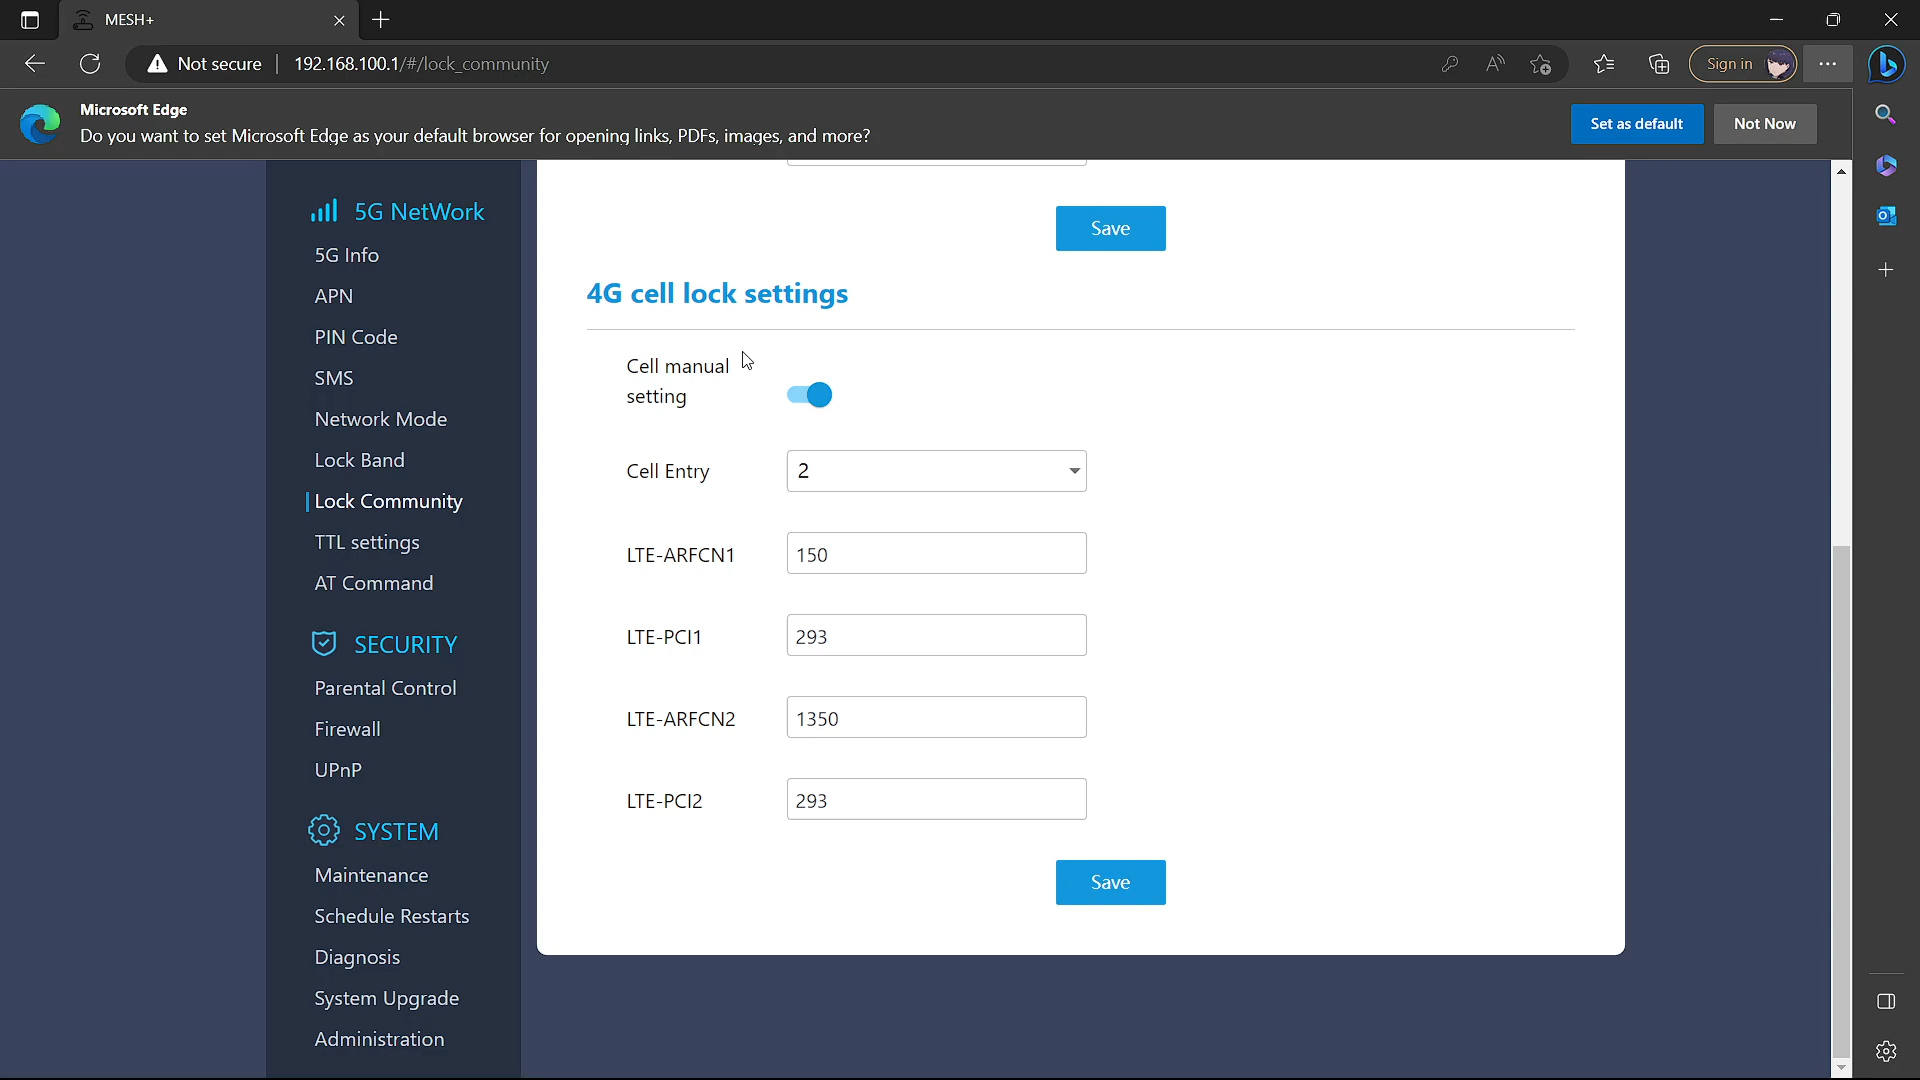 MESH+
Not secure
192.168.100.1/#/lock_community
Sign in
Microsoft Edge
Do you want to set Microsoft Edge as your default browser for opening links, PDFs, images, and more?
Set as default
Not Now
5G NetWork
5G Info
APN
PIN Code
SMS
Network Mode
Lock Band
Lock Community
TTL settings
AT Command
SECURITY
Parental Control
Firewall
UPnP
SYSTEM
Maintenance
Schedule Restarts
Diagnosis
System Upgrade
Administration
Save
4G cell lock settings
Cell manual
setting
Cell Entry
2
LTE-ARFCN1
150
LTE-PCI1
293
LTE-ARFCN2
1350
LTE-PCI2
293
Save